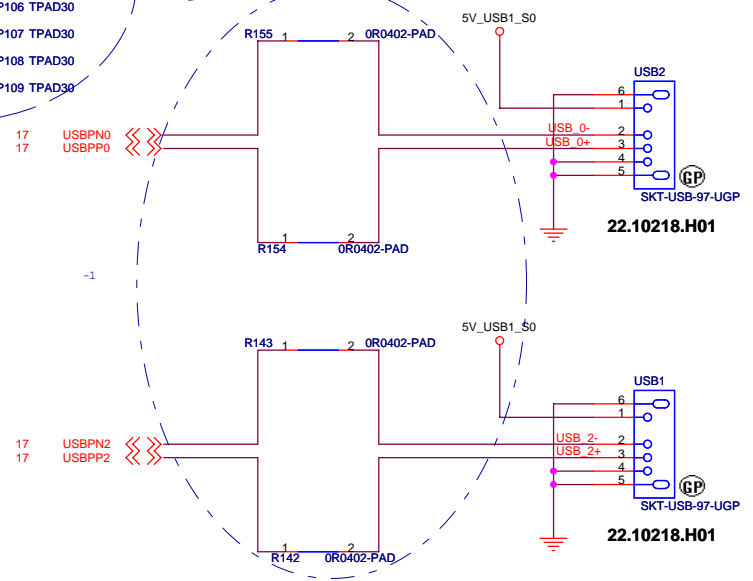 P106 TPAD30
P107 TPAD30
P108 TPAD30
P109 TPAD30
5V_USB1_S0
R155 1 2 0R0402-PAD
USB2
6
1
17 USBPN0 USB_0- 2
17 USBPP0 USB_0+ 3
4
5
GP
SKT-USB-97-UGP
22.10218.H01
1 2
R154 0R0402-PAD
-1
5V_USB1_S0
R143 1 2 0R0402-PAD
USB1
6
1
17 USBPN2 USB_2- 2
17 USBPP2 USB_2+ 3
4
5
GP
SKT-USB-97-UGP
22.10218.H01
1 2
R142 0R0402-PAD